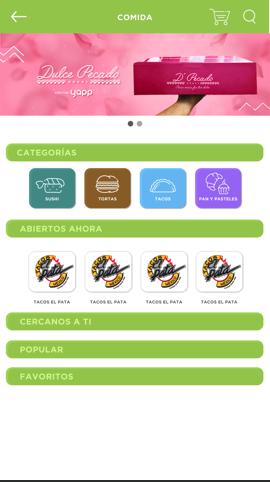 COMIDA
Dulce Pecado
yapp
D' Pecado
CATEGORÍAS
SUSHI
TORTAS
TACOS
PAN Y PASTELES
ABIERTOS AHORA
TACOS EL PATA
TACOS EL PATA
TACOS EL PATA
TACOS EL PATA
CERCANOS A TI
POPULAR
FAVORITOS